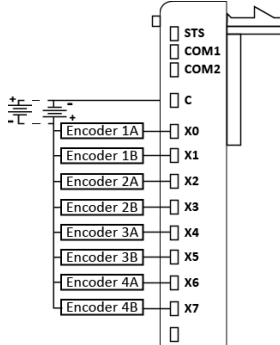 STS
COM1
COM2
C
+ - 
- +
Encoder 1A X0
Encoder 1B X1
Encoder 2A X2
Encoder 2B X3
Encoder 3A X4
Encoder 3B X5
Encoder 4A X6
Encoder 4B X7